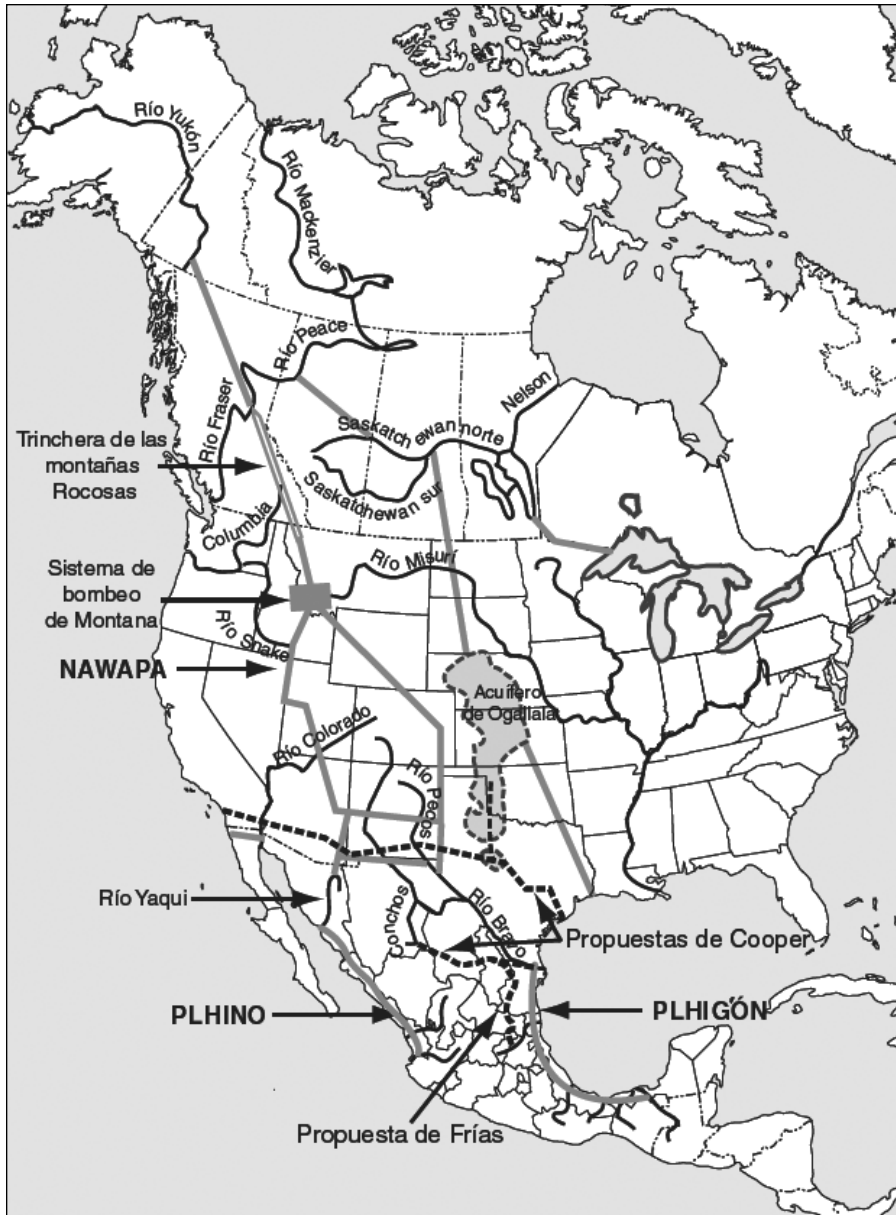 Río Yukón
Río Mackenzier
Río Peace
Río Fraser
Nelson
Saskatchewan norte
Trinchera de las
montañas
Rocosas
Saskatchewan sur
Columbia
Río Misurí
Sistema de
bombeo
de Montana
Río Snake
NAWAPA
Acuífero
de Ogallala
Río Colorado
Río Pecos
Río Yaqui
Conchos
Río Bravo
Propuestas de Cooper
PLHINO
PLHIGÓN
Propuesta de Frías